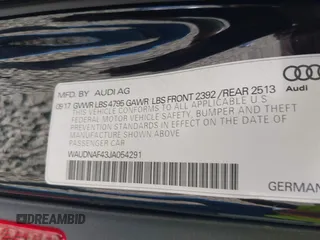 MFD. BY AUDI AG
Audi
09/17 GVWR LBS 4795 GAWR LBS FRONT 2392 / REAR 2513
THIS VEHICLE CONFORMS TO ALL APPLICABLE U.S.
FEDERAL MOTOR VEHICLE SAFETY, BUMPER AND THEFT
PREVENTION STANDARDS IN EFFECT ON THE DATE OF
MANUFACTURE SHOWN ABOVE.
PASSENGER CAR
WAUDNAF43JA054291
GERMAN
DREAMBID